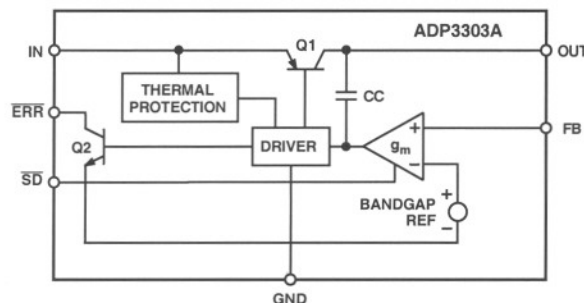 ADP3303A
IN
Q1
OUT
THERMAL
PROTECTION
CC
ERR
Q2
DRIVER
+
gm
−
FB
SD
BANDGAP
REF
+
−
GND